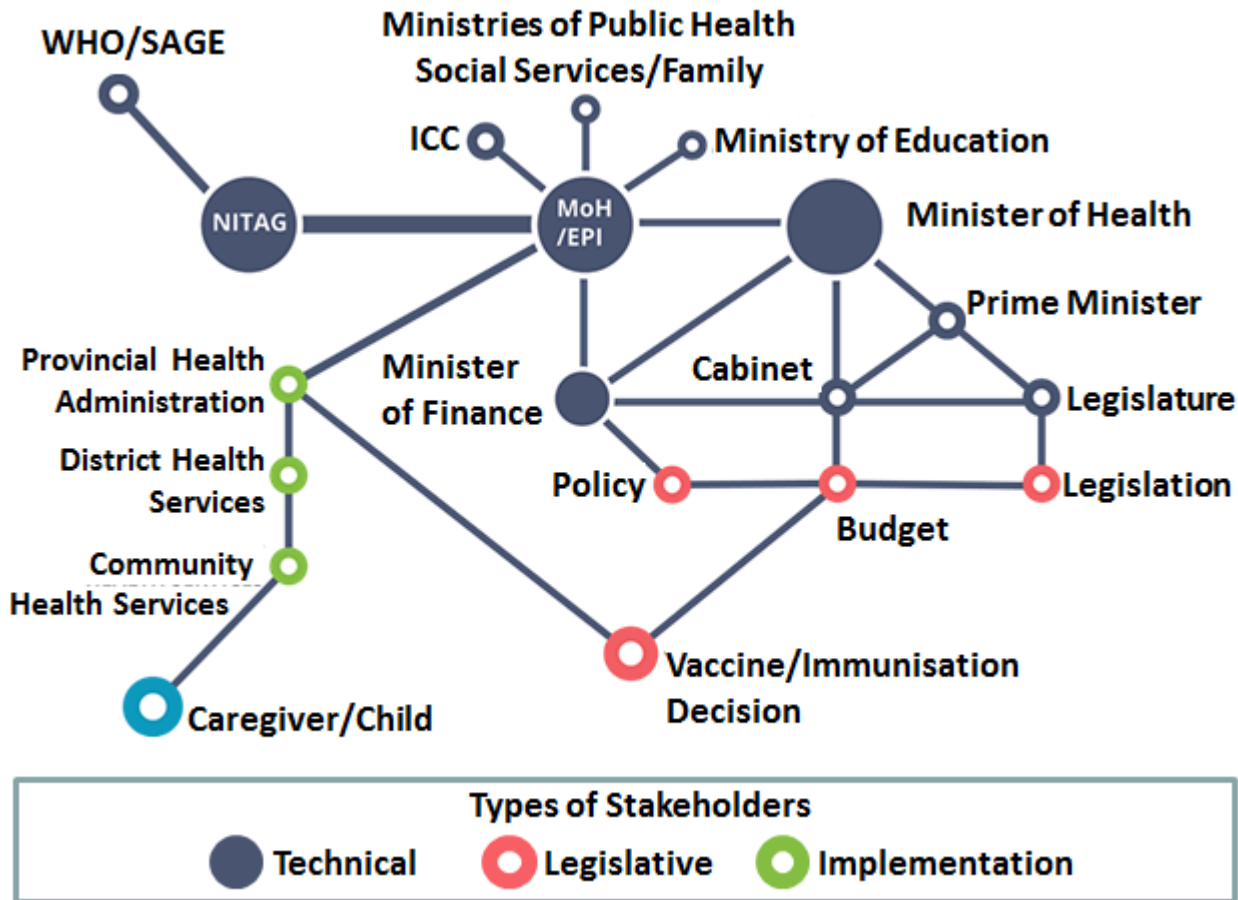 WHO/SAGE
Ministries of Public Health
Social Services/Family
ICC
Ministry of Education
NITAG
MoH
/EPI
Minister of Health
Prime Minister
Provincial Health
Administration
Minister
of Finance
Cabinet
Legislature
District Health
Services
Policy
Legislation
Budget
Community
Health Services
Vaccine/Immunisation
Decision
Caregiver/Child
Types of Stakeholders
Technical
Legislative
Implementation